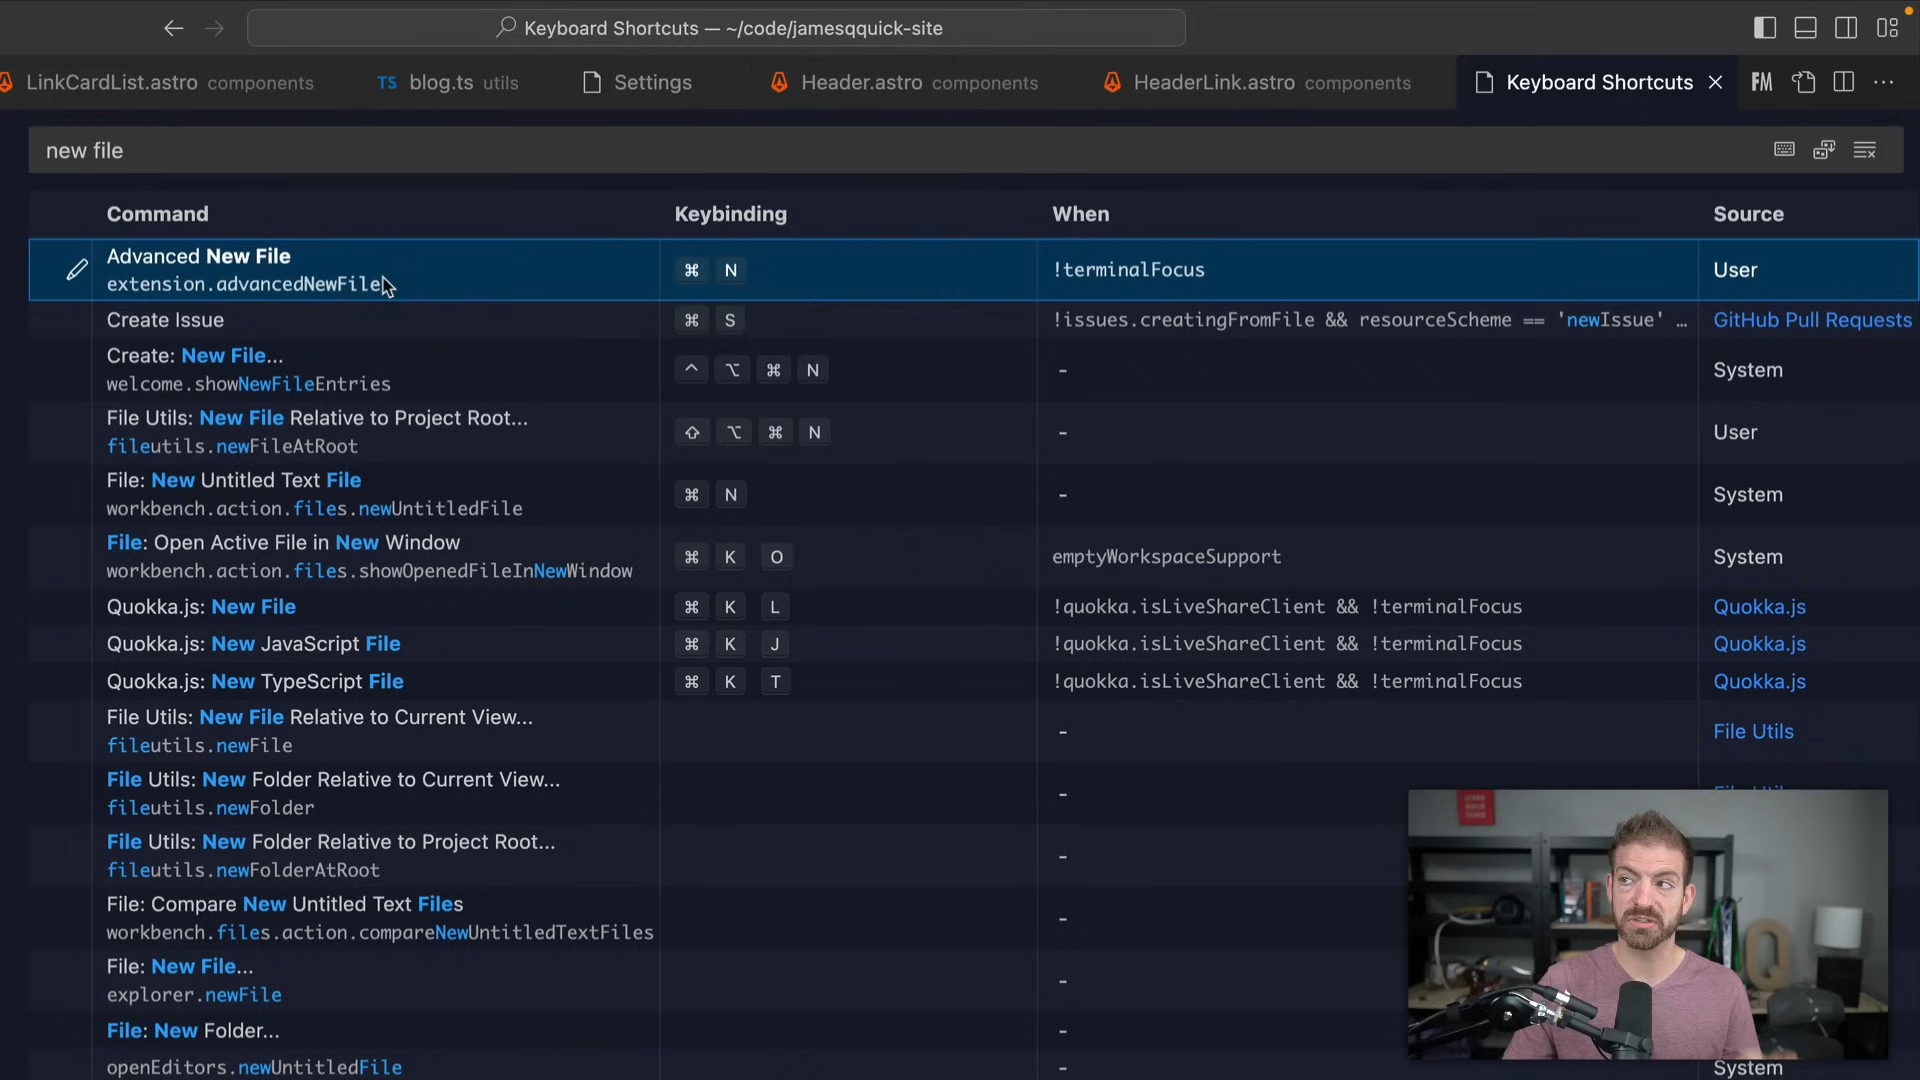 Keyboard Shortcuts — ~/code/jamesqquick-site
LinkCardList.astro components
TS blog.ts utils
Settings
Header.astro components
HeaderLink.astro components
Keyboard Shortcuts
FM
new file
Command Keybinding When Source
Advanced New File
extension.advancedNewFile
⌘ N !terminalFocus User
Create Issue ⌘ S !issues.creatingFromFile && resourceScheme == 'newIssue' … GitHub Pull Requests
Create: New File...
welcome.showNewFileEntries
^ ⌥ ⌘ N - System
File Utils: New File Relative to Project Root...
fileutils.newFileAtRoot
⇧ ⌥ ⌘ N - User
File: New Untitled Text File
workbench.action.files.newUntitledFile
⌘ N - System
File: Open Active File in New Window
workbench.action.files.showOpenedFileInNewWindow
⌘ K O emptyWorkspaceSupport System
Quokka.js: New File ⌘ K L !quokka.isLiveShareClient && !terminalFocus Quokka.js
Quokka.js: New JavaScript File ⌘ K J !quokka.isLiveShareClient && !terminalFocus Quokka.js
Quokka.js: New TypeScript File ⌘ K T !quokka.isLiveShareClient && !terminalFocus Quokka.js
File Utils: New File Relative to Current View...
fileutils.newFile
- File Utils
File Utils: New Folder Relative to Current View...
fileutils.newFolder
-
File Utils: New Folder Relative to Project Root...
fileutils.newFolderAtRoot
-
File: Compare New Untitled Text Files
workbench.files.action.compareNewUntitledTextFiles
-
File: New File...
explorer.newFile
-
File: New Folder... -
openEditors.newUntitledFile - System